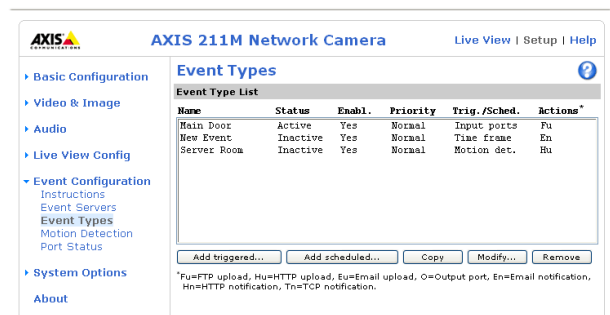 AXIS COMMUNICATIONS
AXIS 211M Network Camera
Live View | Setup | Help
Basic Configuration
Video & Image
Audio
Live View Config
Event Configuration
Instructions
Event Servers
Event Types
Motion Detection
Port Status
System Options
About
Event Types ?
Event Type List
Name Status Enabl. Priority Trig./Sched. Actions*
Main Door Active Yes Normal Input ports Fu
New Event Inactive Yes Normal Time frame En
Server Room Inactive Yes Normal Motion det. Hu
Add triggered... Add scheduled... Copy Modify... Remove
*Fu=FTP upload, Hu=HTTP upload, Eu=Email upload, O=Output port, En=Email notification,
Hn=HTTP notification, Tn=TCP notification.